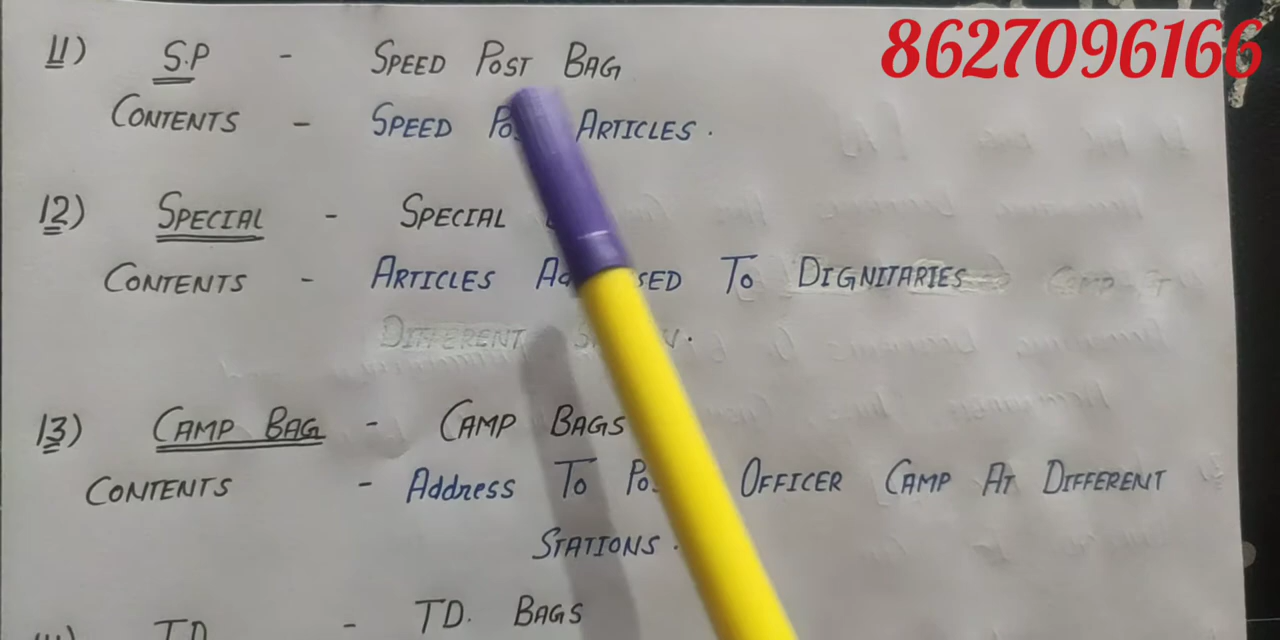 8627096166
11) S.P - SPEED POST BAG
CONTENTS - SPEED ARTICLES.
12) SPECIAL - SPECIAL
CONTENTS - ARTICLES TO DIGNITARIES
DIFFERENT
13) CAMP BAG - CAMP BAGS
CONTENTS - Address To OFFICER CAMP AT DIFFERENT
STATIONS.
TD - TD. BAGS